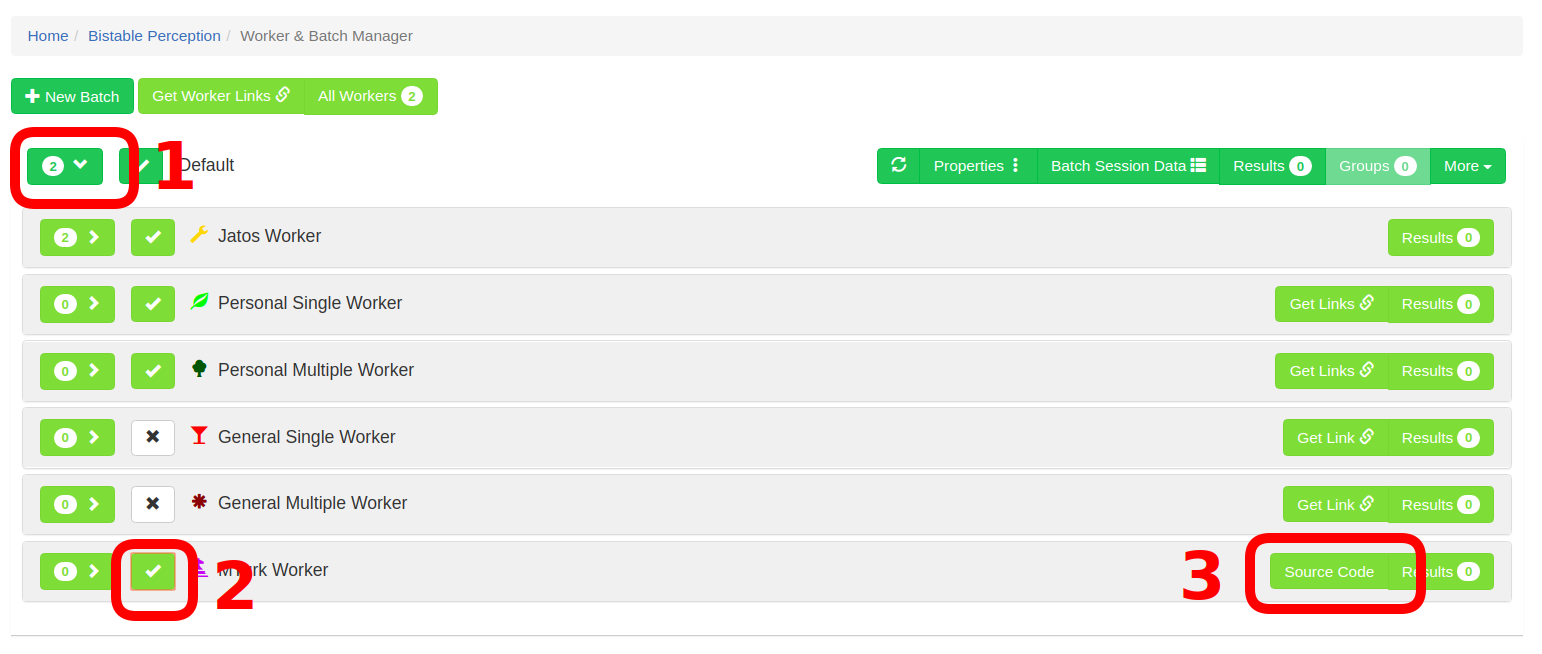 Home / Bistable Perception / Worker & Batch Manager
New Batch Get Worker Links All Workers 2
2 1 Default Properties Batch Session Data Results 0 Groups 0 More
2 Jatos Worker Results 0
0 Personal Single Worker Get Links Results 0
0 Personal Multiple Worker Get Links Results 0
0 General Single Worker Get Link Results 0
0 General Multiple Worker Get Link Results 0
0 2 MTurk Worker 3 Source Code Results 0